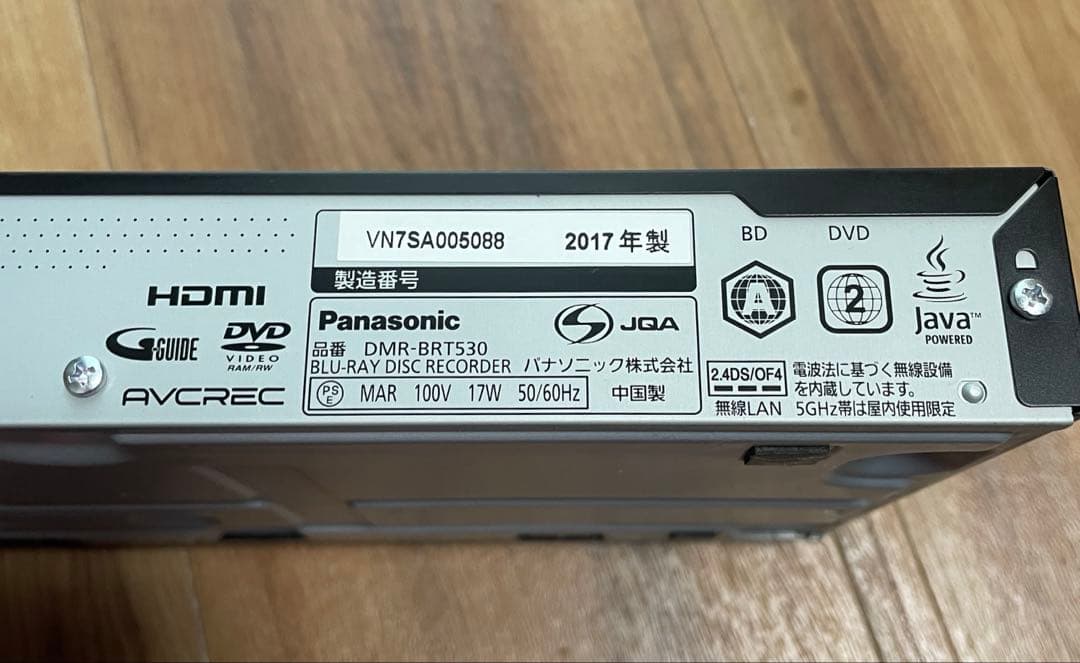 VN7SA005088 2017年製
製造番号
HDMI
G-GUIDE
DVD
VIDEO
RAM/RW
AVCREC
Panasonic
JQA
品番 DMR-BRT530
BLU-RAY DISC RECORDER パナソニック株式会社
PS E MAR 100V 17W 50/60Hz 中国製
BD DVD
A 2
Java™
POWERED
2.4DS/OF4
無線LAN
電波法に基づく無線設備
を内蔵しています。
5GHz帯は屋内使用限定